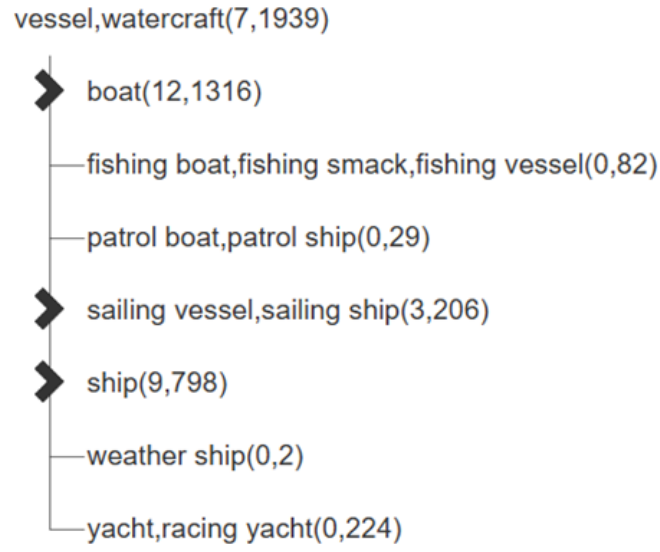 vessel,watercraft(7,1939)
boat(12,1316)
fishing boat,fishing smack,fishing vessel(0,82)
patrol boat,patrol ship(0,29)
sailing vessel,sailing ship(3,206)
ship(9,798)
weather ship(0,2)
yacht,racing yacht(0,224)